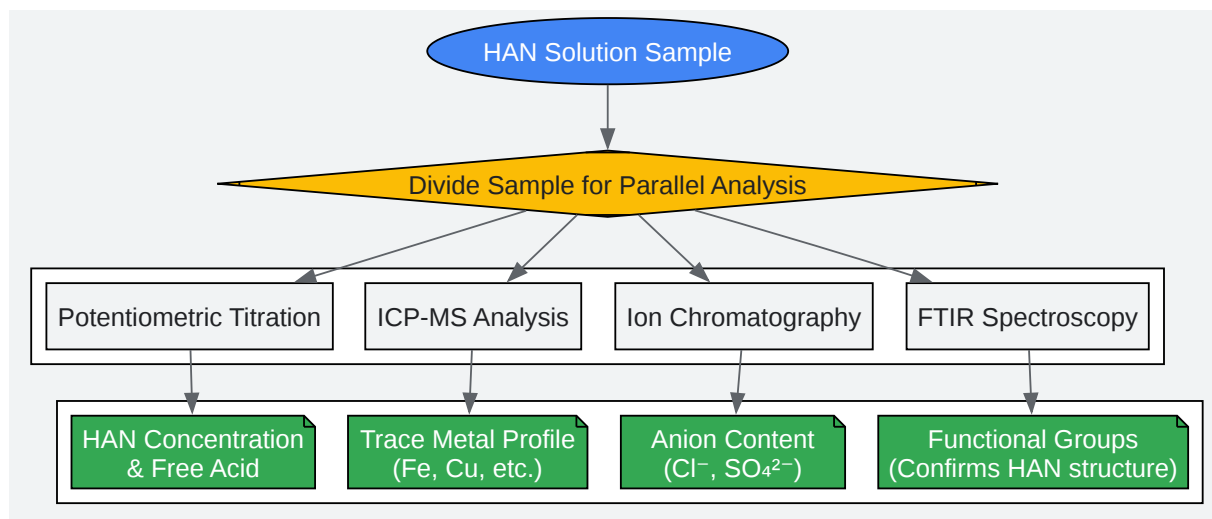 HAN Solution Sample
Divide Sample for Parallel Analysis
Potentiometric Titration
ICP-MS Analysis
Ion Chromatography
FTIR Spectroscopy
HAN Concentration
& Free Acid
Trace Metal Profile
(Fe, Cu, etc.)
Anion Content
(Cl⁻, SO₄²⁻)
Functional Groups
(Confirms HAN structure)